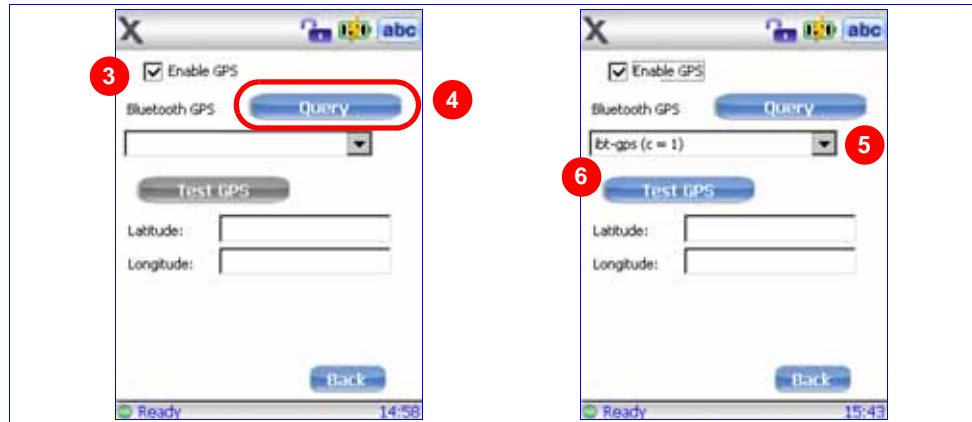 X abc
3 Enable GPS
Bluetooth GPS Query 4
Test GPS
Latitude:
Longitude:
Back
Ready 14:58
X abc
Enable GPS
Bluetooth GPS Query
ibt-gps (c = 1) 5
6 Test GPS
Latitude:
Longitude:
Back
Ready 15:43